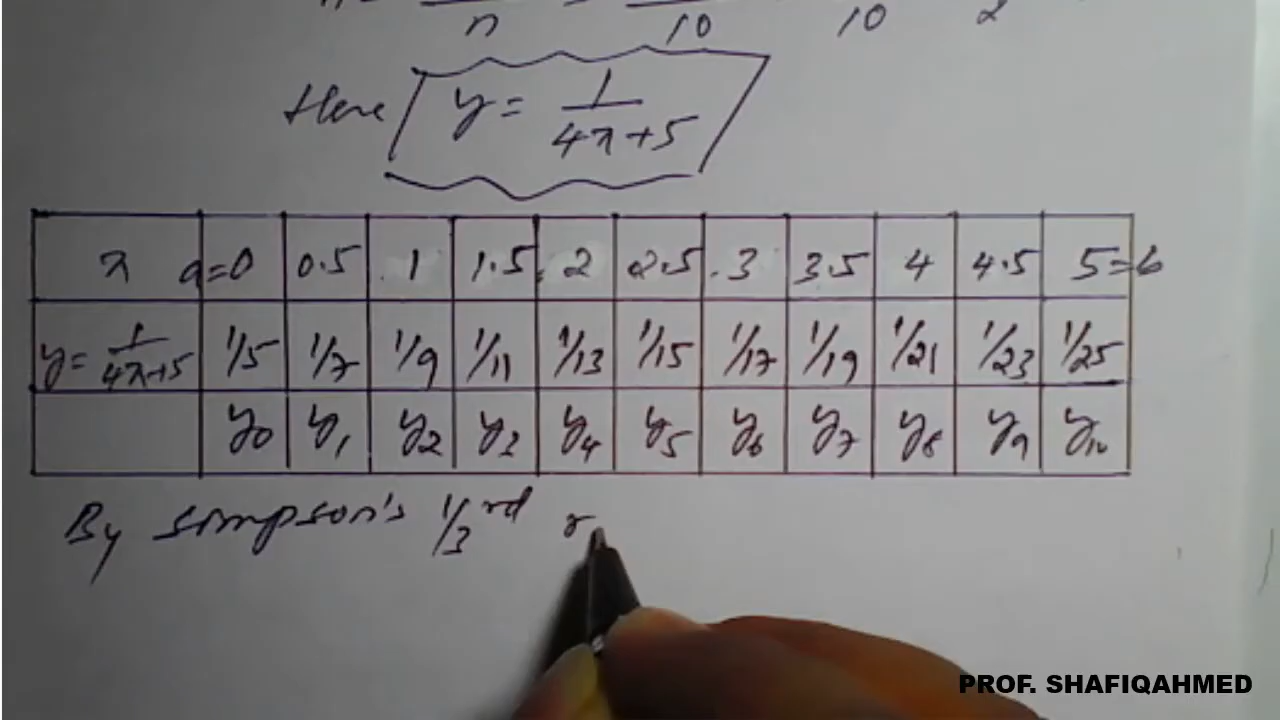 n 10 10 2
Here y = 1/(4x+5)
x a=0 0.5 1 1.5 2 2.5 3 3.5 4 4.5 5=b
y = 1/(4x+5) 1/5 1/7 1/9 1/11 1/13 1/15 1/17 1/19 1/21 1/23 1/25
y0 y1 y2 y3 y4 y5 y6 y7 y8 y9 y10
By simpson's 1/3 rd
PROF. SHAFIQAHMED